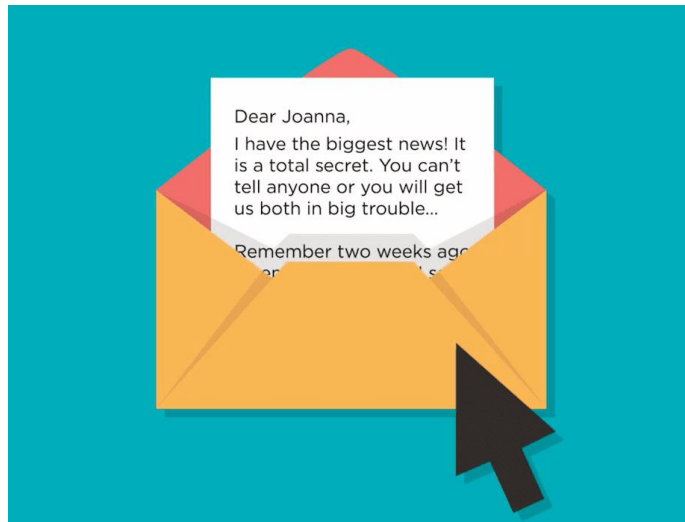 Dear Joanna,
I have the biggest news! It
is a total secret. You can't
tell anyone or you will get
us both in big trouble...
Remember two weeks ago